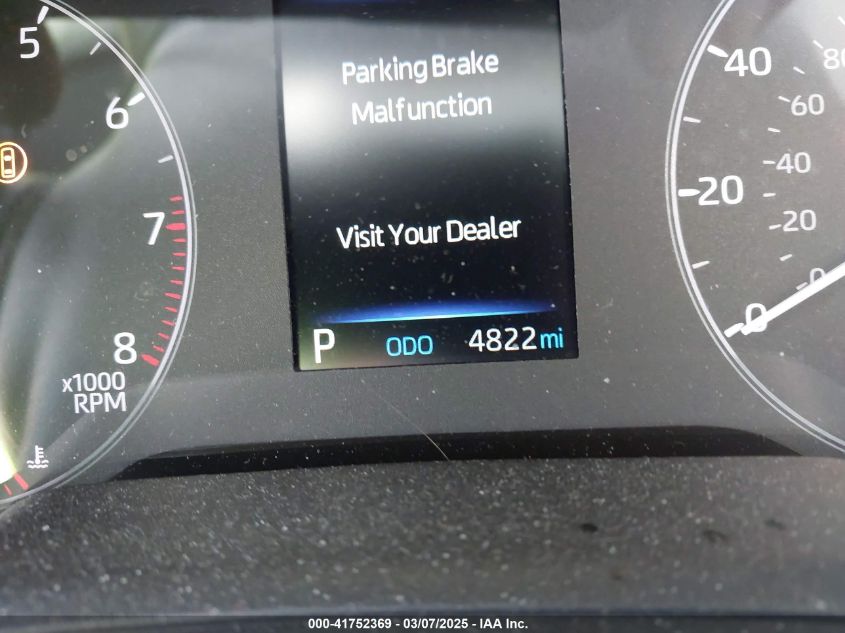 5
6
7
8
x1000
RPM
Parking Brake
Malfunction
Visit Your Dealer
P ODO 4822 mi
40
20
0
80
60
40
20
0
000-41752369 - 03/07/2025 - IAA Inc.